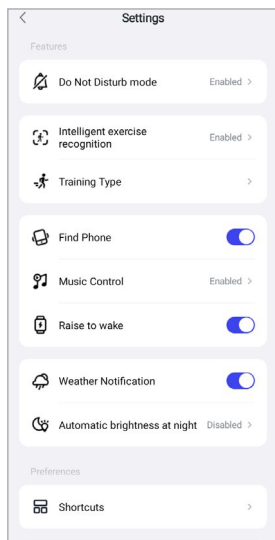 Settings
Features
Do Not Disturb mode Enabled >
Intelligent exercise
recognition Enabled >
Training Type >
Find Phone
Music Control Enabled >
Raise to wake
Weather Notification
Automatic brightness at night Disabled >
Preferences
Shortcuts >